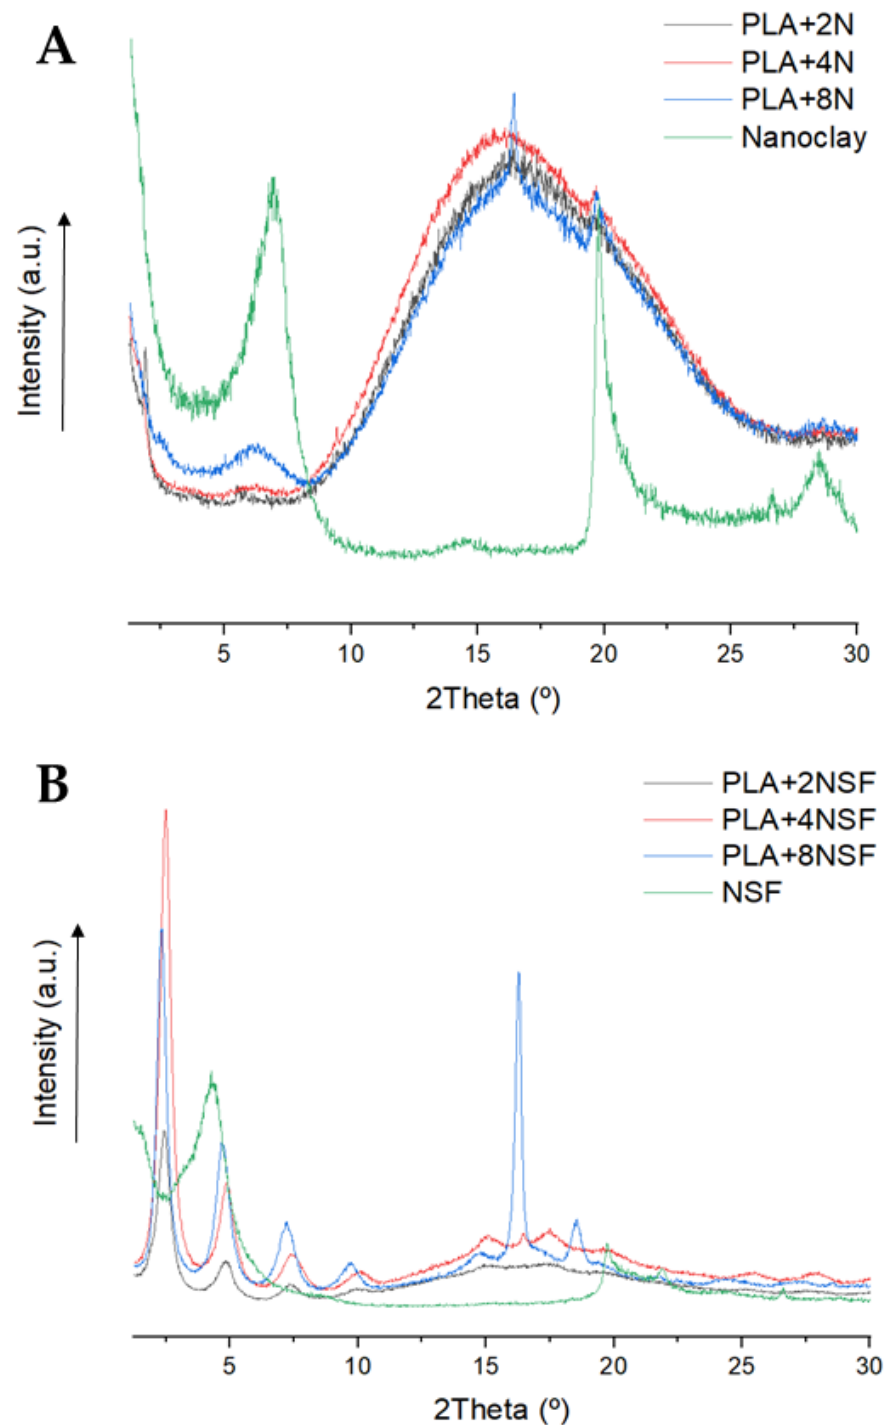 A
PLA+2N
PLA+4N
PLA+8N
Nanoclay
Intensity (a.u.)
5 10 15 20 25 30
2Theta (º)
B
PLA+2NSF
PLA+4NSF
PLA+8NSF
NSF
Intensity (a.u.)
5 10 15 20 25 30
2Theta (º)